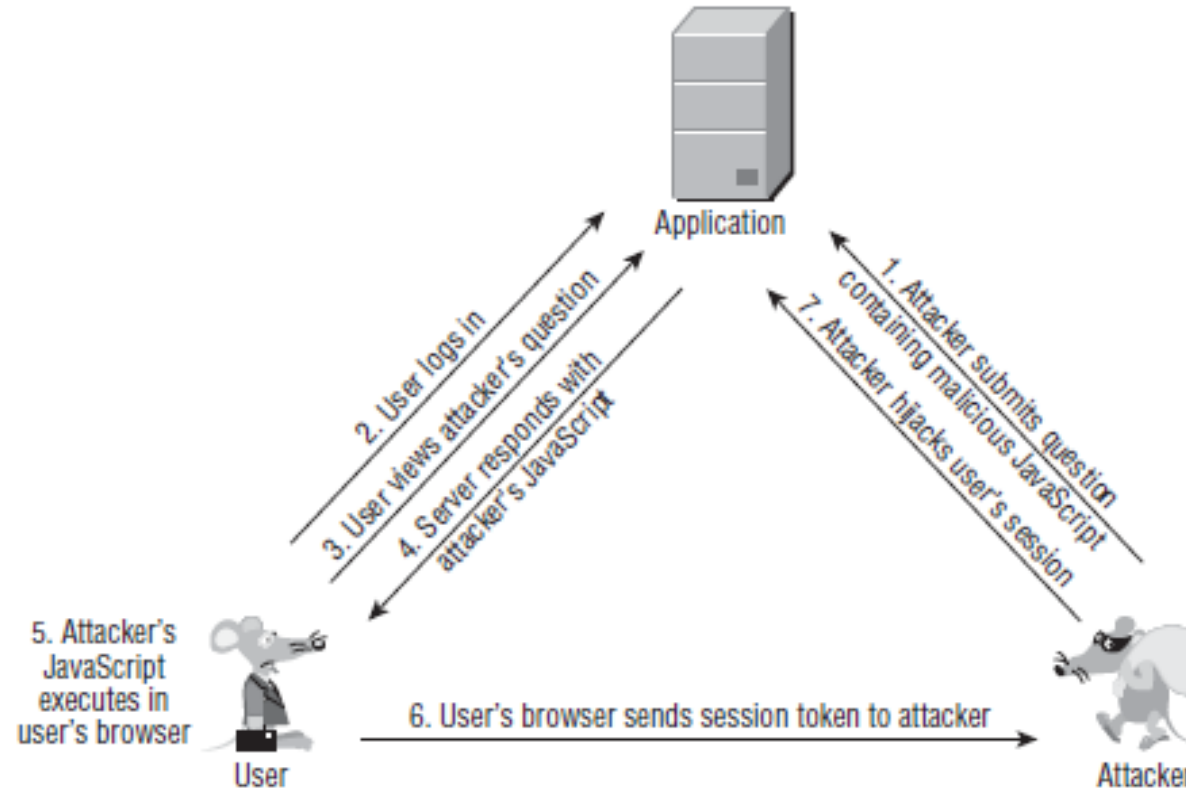 Application
1. Attacker submits question
containing malicious JavaScript
7. Attacker hijacks user's session
2. User logs in
3. User views attacker's question
4. Server responds with
attacker's JavaScript
5. Attacker's
JavaScript
executes in
user's browser
6. User's browser sends session token to attacker
User
Attacker